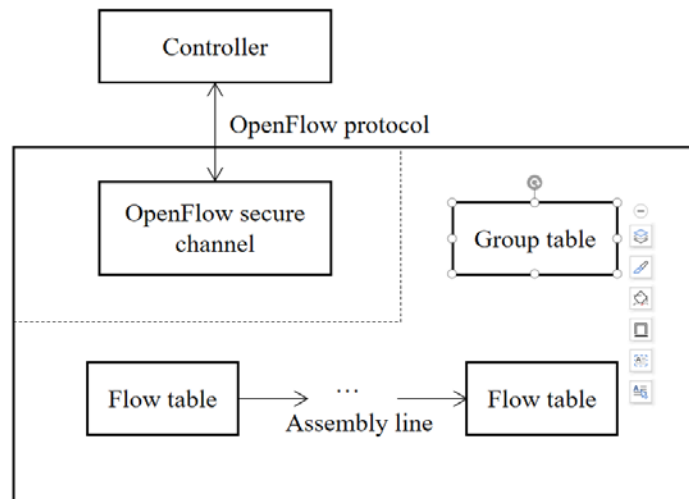 Controller
OpenFlow protocol
OpenFlow secure
channel
Group table
Flow table
...
Assembly line
Flow table